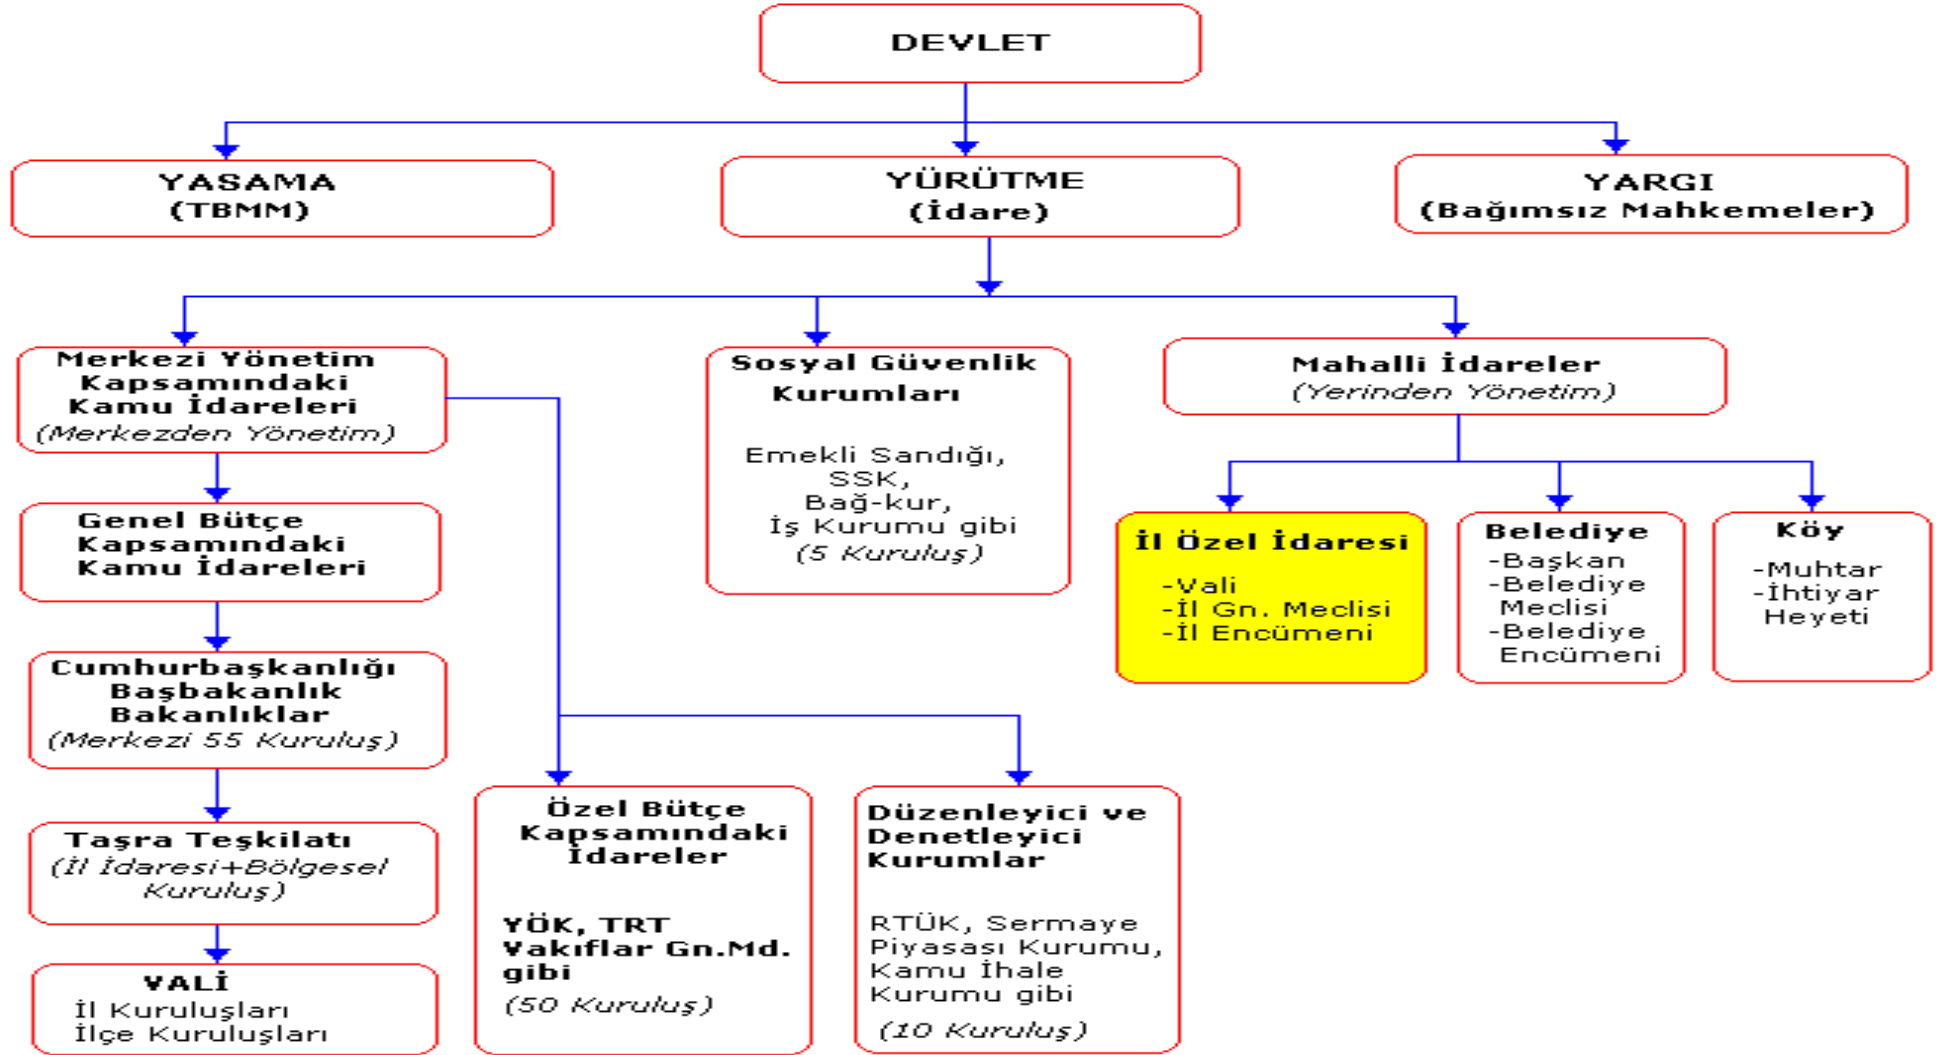 DEVLET
YASAMA
(TBMM)
YÜRÜTME
(İdare)
YARGI
(Bağımsız Mahkemeler)
Merkezi Yönetim
Kapsamındaki
Kamu İdareleri
(Merkezden Yönetim)
Sosyal Güvenlik
Kurumları
Emekli Sandığı,
SSK,
Bağ-kur,
İş Kurumu gibi
(5 Kuruluş)
Mahalli İdareler
(Yerinden Yönetim)
Genel Bütçe
Kapsamındaki
Kamu İdareleri
İl Özel İdaresi
-Vali
-İl Gn. Meclisi
-İl Encümeni
Belediye
-Başkan
-Belediye
Meclisi
-Belediye
Encümeni
Köy
-Muhtar
-İhtiyar
Heyeti
Cumhurbaşkanlığı
Başbakanlık
Bakanlıklar
(Merkezi 55 Kuruluş)
Taşra Teşkilatı
(İl İdaresi+Bölgesel
Kuruluş)
VALİ
İl Kuruluşları
İlçe Kuruluşları
Özel Bütçe
Kapsamındaki
İdareler
YÖK, TRT
Vakıflar Gn.Md.
gibi
(50 Kuruluş)
Düzenleyici ve
Denetleyici
Kurumlar
RTÜK, Sermaye
Piyasası Kurumu,
Kamu İhale
Kurumu gibi
(10 Kuruluş)